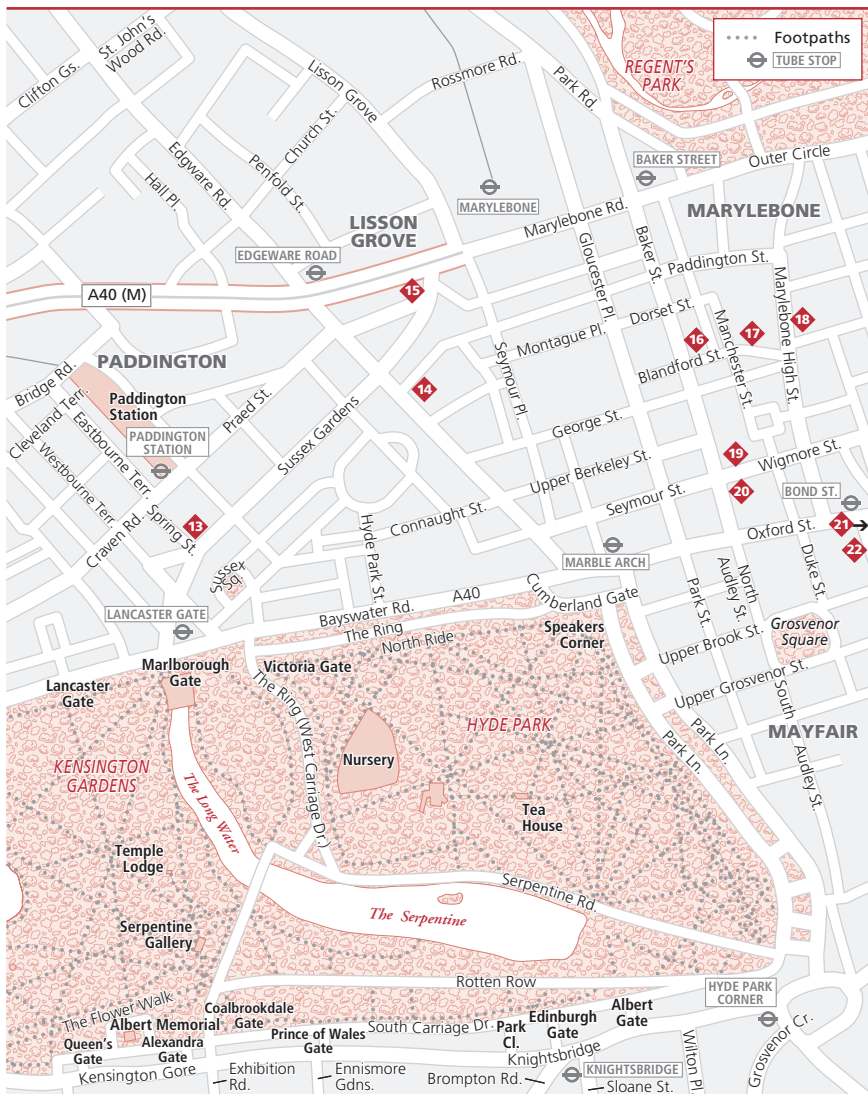 Footpaths
TUBE STOP
St. John's
Wood Rd.
Clifton Gs.
Lisson Grove
Rossmore Rd.
Park Rd.
REGENT'S
PARK
Church St.
Edgware Rd.
Penfold St.
Hall Pl.
BAKER STREET
Outer Circle
MARYLEBONE
Marylebone Rd.
MARYLEBONE
LISSON
GROVE
EDGEWARE ROAD
Gloucester Pl.
Baker St.
Paddington St.
A40 (M)
15
Dorset St.
Manchester St.
Marylebone High St.
18
17
16
Montague Pl.
Blandford St.
Seymour Pl.
Bridge Rd.
PADDINGTON
Paddington
Station
14
Cleveland Terr.
Praed St.
Sussex Gardens
George St.
PADDINGTON
STATION
Eastbourne Terr.
Westbourne Terr.
Upper Berkeley St.
19
Wigmore St.
20
BOND ST.
Seymour St.
Spring St.
13
Craven Rd.
Connaught St.
Hyde Park St.
Oxford St.
21
22
MARBLE ARCH
Sussex
Sq.
LANCASTER GATE
Bayswater Rd.
A40
Cumberland Gate
The Ring
North Ride
Speakers
Corner
Park St.
North
Audley St.
Duke St.
Grosvenor
Square
Upper Brook St.
Upper Grosvenor St.
Marlborough
Gate
Victoria Gate
Lancaster
Gate
The Ring (West Carriage Dr.)
HYDE PARK
Park Ln.
Park Ln.
South Audley St.
MAYFAIR
KENSINGTON
GARDENS
Nursery
The Long Water
Tea
House
Temple
Lodge
Serpentine Rd.
The Serpentine
Serpentine
Gallery
Rotten Row
HYDE PARK
CORNER
The Flower Walk
Albert Memorial
Coalbrookdale
Gate
South Carriage Dr.
Park
Cl.
Edinburgh
Gate
Albert
Gate
Queen's
Gate
Alexandra
Gate
Prince of Wales
Gate
Knightsbridge
Wilton Pl.
Grosvenor Cr.
Kensington Gore
Exhibition
Rd.
Ennismore
Gdns.
Brompton Rd.
KNIGHTSBRIDGE
Sloane St.